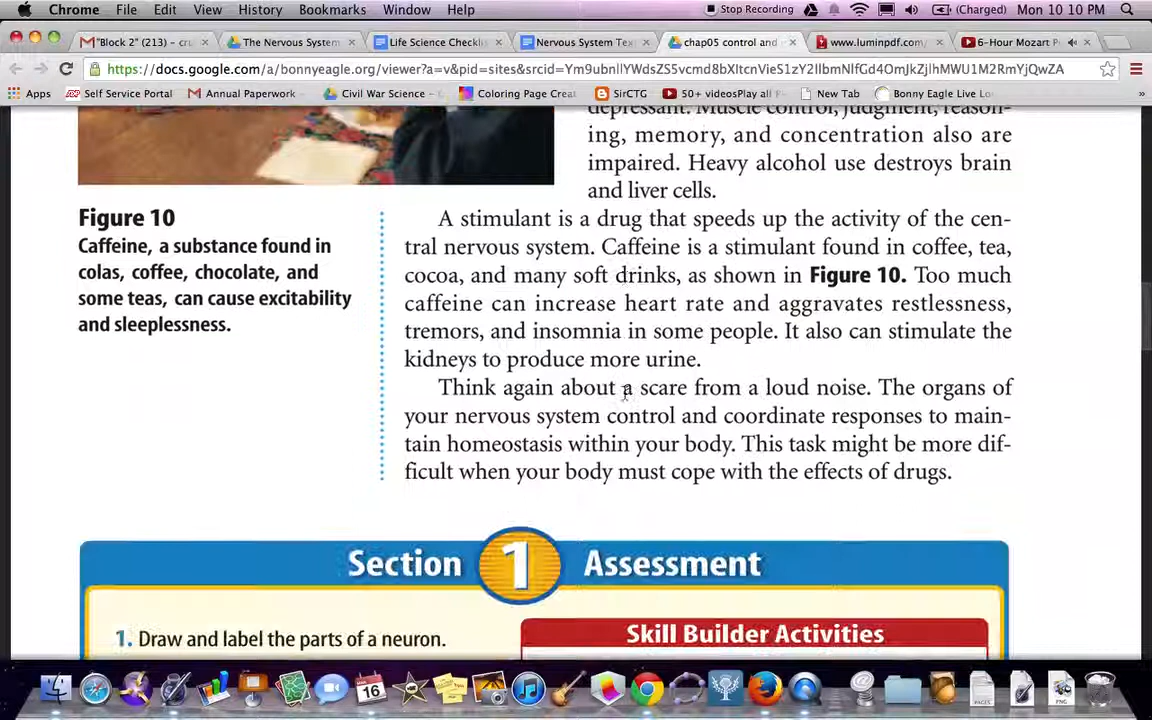 Chrome File Edit View History Bookmarks Window Help Stop Recording (Charged) Mon 10:10 PM
"Block 2" (213) - cr
The Nervous System
Life Science Checklis
Nervous System Tex
chap05 control and
www.luminpdf.com/
6-Hour Mozart P
https://docs.google.com/a/bonnyeagle.org/viewer?a=v&pid=sites&srcid=
Apps Self Service Portal Annual Paperwork Civil War Science Coloring Page Crea SirCTG 50+ videosPlay all New Tab Bonny Eagle Live Lo »
depressant. Muscle control, judgment, reason-
ing, memory, and concentration also are
impaired. Heavy alcohol use destroys brain
and liver cells.
Figure 10
Caffeine, a substance found in
colas, coffee, chocolate, and
some teas, can cause excitability
and sleeplessness.
A stimulant is a drug that speeds up the activity of the cen-
tral nervous system. Caffeine is a stimulant found in coffee, tea,
cocoa, and many soft drinks, as shown in Figure 10. Too much
caffeine can increase heart rate and aggravates restlessness,
tremors, and insomnia in some people. It also can stimulate the
kidneys to produce more urine.
Think again about a scare from a loud noise. The organs of
your nervous system control and coordinate responses to main-
tain homeostasis within your body. This task might be more dif-
ficult when your body must cope with the effects of drugs.
Section 1 Assessment
1. Draw and label the parts of a neuron.
Skill Builder Activities
MAR
16
PAGES
PNG